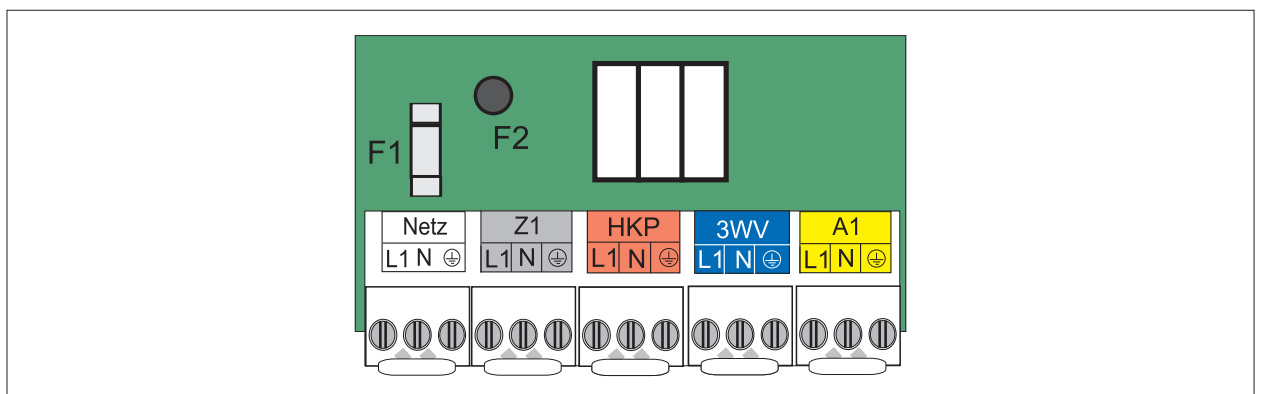 F2
F1
Netz Z1 HKP 3WV A1
L1 N ⏚ L1 N ⏚ L1 N ⏚ L1 N ⏚ L1 N ⏚